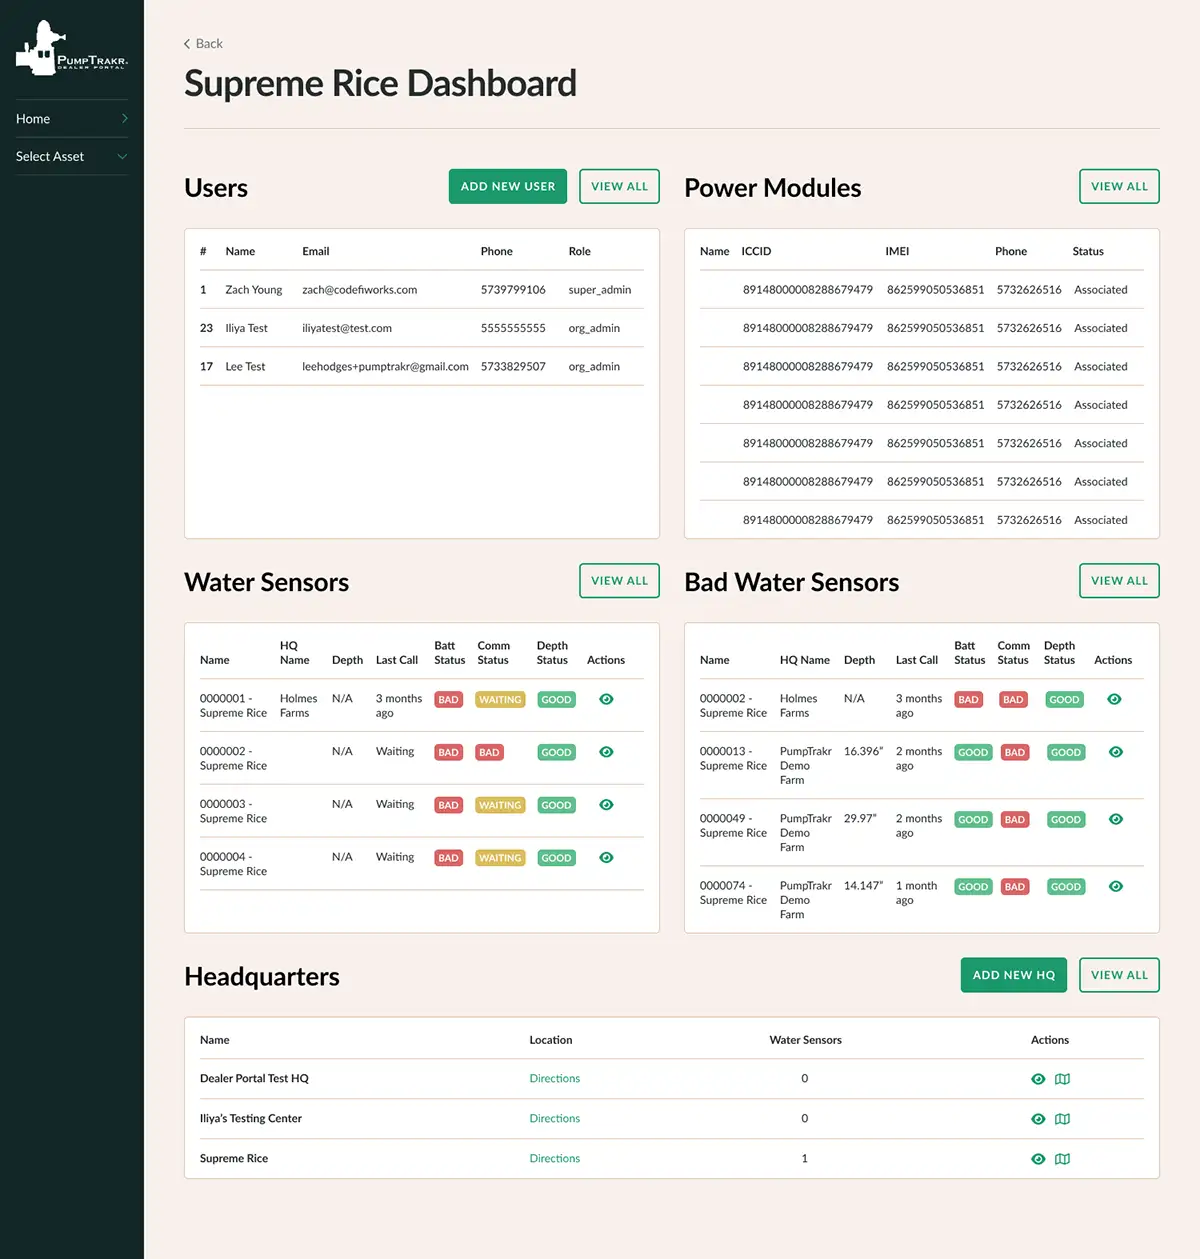 PumpTrakr.
DEALER PORTAL
Home
Select Asset
Back
Supreme Rice Dashboard
Users
ADD NEW USER
VIEW ALL
# Name Email Phone Role
1 Zach Young zach@codefiworks.com 5739799106 super_admin
23 Iliya Test iliyatest@test.com 5555555555 org_admin
17 Lee Test leehodges+pumptrakr@gmail.com 5733829507 org_admin
Power Modules
VIEW ALL
Name ICCID IMEI Phone Status
89148000008288679479 862599050536851 5732626516 Associated
89148000008288679479 862599050536851 5732626516 Associated
89148000008288679479 862599050536851 5732626516 Associated
89148000008288679479 862599050536851 5732626516 Associated
89148000008288679479 862599050536851 5732626516 Associated
89148000008288679479 862599050536851 5732626516 Associated
89148000008288679479 862599050536851 5732626516 Associated
Water Sensors
VIEW ALL
HQ Batt Comm Depth
Name Name Depth Last Call Status Status Status Actions
0000001 - Holmes N/A 3 months BAD WAITING GOOD
Supreme Rice Farms ago
0000002 - N/A Waiting BAD BAD GOOD
Supreme Rice
0000003 - N/A Waiting BAD WAITING GOOD
Supreme Rice
0000004 - N/A Waiting BAD WAITING GOOD
Supreme Rice
Bad Water Sensors
VIEW ALL
Batt Comm Depth
Name HQ Name Depth Last Call Status Status Status Actions
0000002 - Holmes N/A 3 months BAD BAD GOOD
Supreme Rice Farms ago
0000013 - PumpTrakr 16.396" 2 months GOOD BAD GOOD
Supreme Rice Demo ago
Farm
0000049 - PumpTrakr 29.97" 2 months GOOD BAD GOOD
Supreme Rice Demo ago
Farm
0000074 - PumpTrakr 14.147" 1 month GOOD BAD GOOD
Supreme Rice Demo ago
Farm
Headquarters
ADD NEW HQ
VIEW ALL
Name Location Water Sensors Actions
Dealer Portal Test HQ Directions 0
Iliya's Testing Center Directions 0
Supreme Rice Directions 1